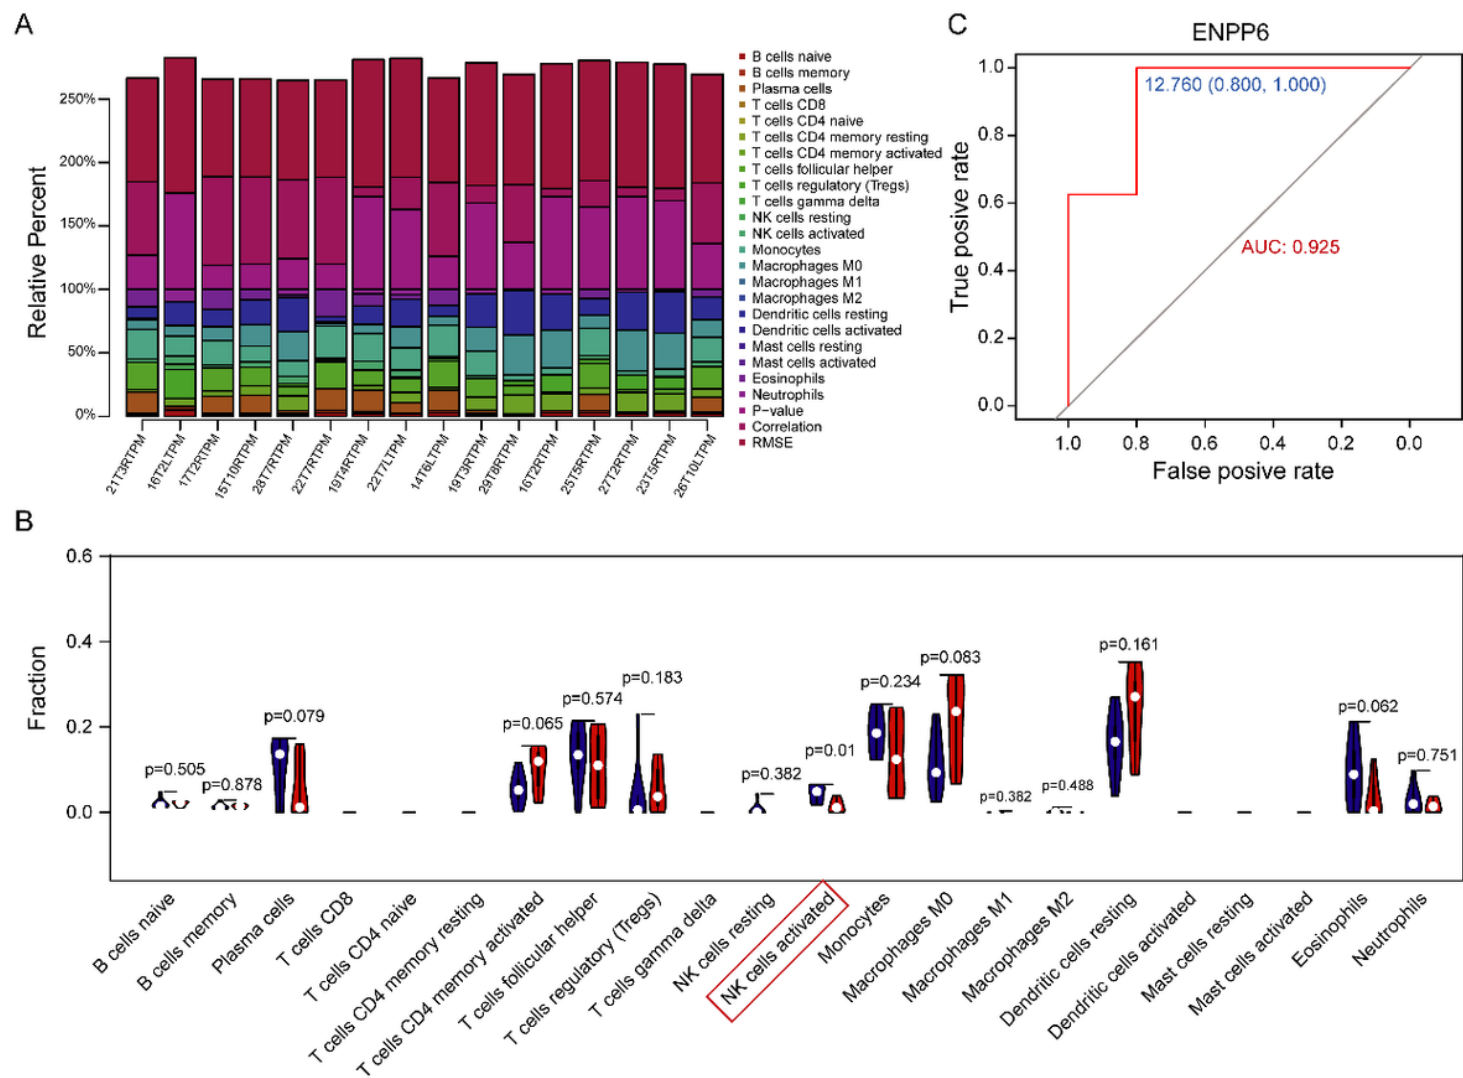 A
Relative Percent
250%
200%
150%
100%
50%
0%
21T3RTPM
16T2LTPM
17T2RTPM
15T10RTPM
28T7RTPM
22T7RTPM
19T4RTPM
22T7LTPM
14T6LTPM
19T3RTPM
29T8RTPM
16T2RTPM
25T5RTPM
27T2RTPM
23T5RTPM
26T10LTPM
B cells naive
B cells memory
Plasma cells
T cells CD8
T cells CD4 naive
T cells CD4 memory resting
T cells CD4 memory activated
T cells follicular helper
T cells regulatory (Tregs)
T cells gamma delta
NK cells resting
NK cells activated
Monocytes
Macrophages M0
Macrophages M1
Macrophages M2
Dendritic cells resting
Dendritic cells activated
Mast cells resting
Mast cells activated
Eosinophils
Neutrophils
P-value
Correlation
RMSE
C
ENPP6
True positive rate
1.0
0.8
0.6
0.4
0.2
0.0
12.760 (0.800, 1.000)
AUC: 0.925
1.0
0.8
0.6
0.4
0.2
0.0
False posive rate
B
Fraction
0.6
0.4
0.2
0.0
p=0.505
p=0.878
p=0.079
p=0.065
p=0.574
p=0.183
p=0.382
p=0.01
p=0.234
p=0.083
p=0.382
p=0.488
p=0.161
p=0.062
p=0.751
B cells naive
B cells memory
Plasma cells
T cells CD8
T cells CD4 naive
T cells CD4 memory resting
T cells CD4 memory activated
T cells follicular helper
T cells regulatory (Tregs)
T cells gamma delta
NK cells resting
NK cells activated
Monocytes
Macrophages M0
Macrophages M1
Macrophages M2
Dendritic cells resting
Dendritic cells activated
Mast cells resting
Mast cells activated
Eosinophils
Neutrophils